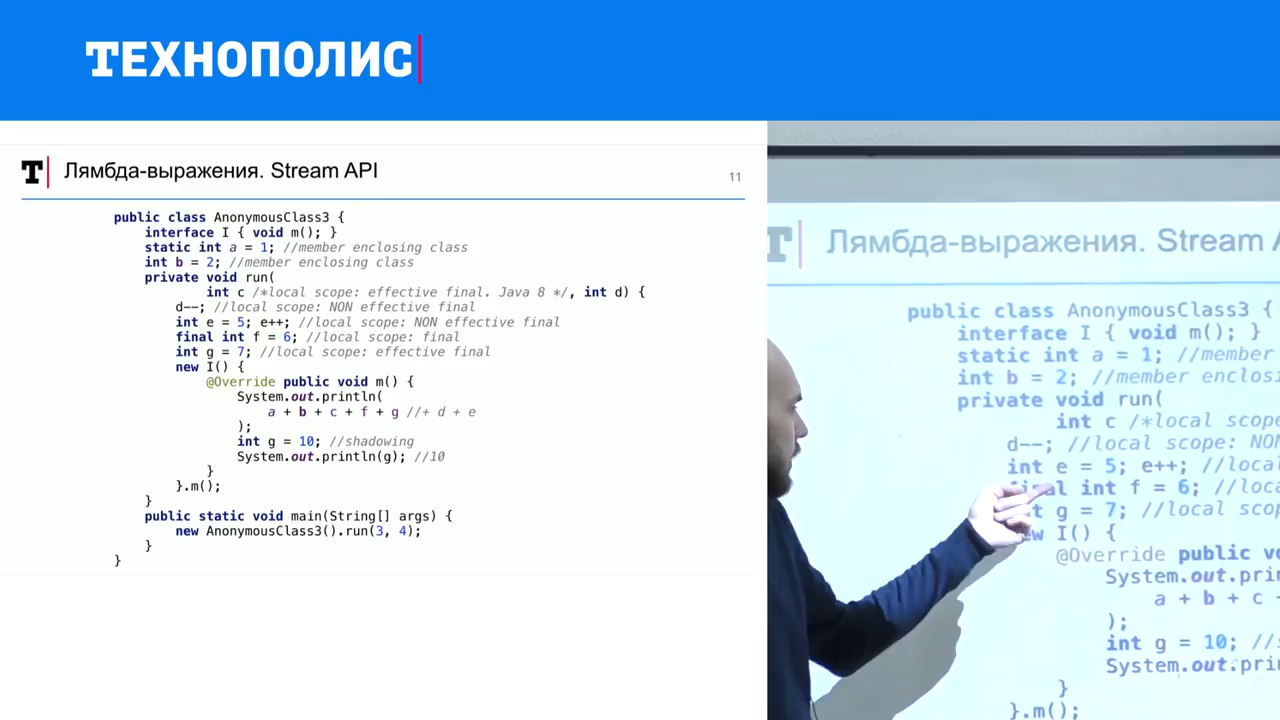 ТЕХНОПОЛИС
Т Лямбда-выражения. Stream API
11
public class AnonymousClass3 {
interface I { void m(); }
static int a = 1; //member enclosing class
int b = 2; //member enclosing class
private void run(
int c /*local scope: effective final. Java 8 */, int d) {
d--; //local scope: NON effective final
int e = 5; e++; //local scope: NON effective final
final int f = 6; //local scope: final
int g = 7; //local scope: effective final
new I() {
@Override public void m() {
System.out.println(
a + b + c + f + g //+ d + e
);
int g = 10; //shadowing
System.out.println(g); //10
}
}.m();
}
public static void main(String[] args) {
new AnonymousClass3().run(3, 4);
}
}
Т Лямбда-выражения. Stream A
public class AnonymousClass3 {
interface I { void m(); }
static int a = 1; //member
int b = 2; //member enclosi
private void run(
int c /*local scope
d--; //local scope: NON
int e = 5; e++; //local
final int f = 6; //loca
int g = 7; //local scop
new I() {
@Override public vo
System.out.prin
a + b + c +
);
int g = 10; //s
System.out.prin
}
}.m();